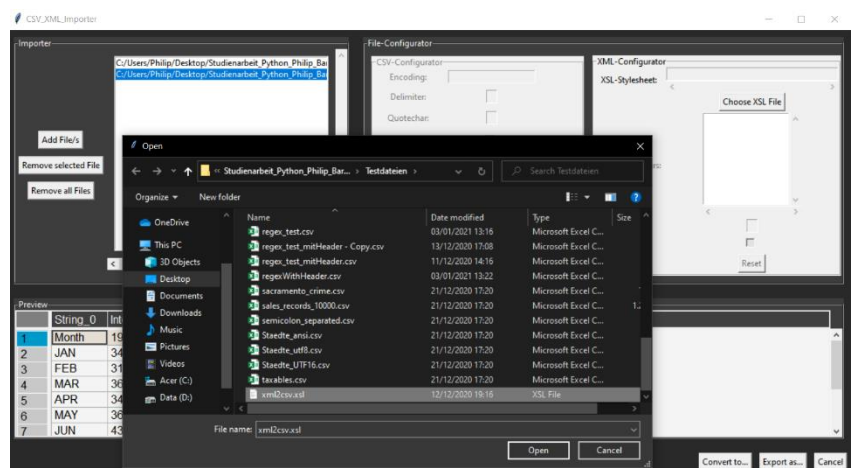 CSV_XML_Importer
Importer
C:/Users/Philip/Desktop/Studienarbeit_Python_Philip_Bar
C:/Users/Philip/Desktop/Studienarbeit_Python_Philip_Bar
Add File/s
Remove selected File
Remove all Files
File-Configurator
CSV-Configurator
Encoding:
Delimiter:
Quotechar:
XML-Configurator
XSL-Stylesheet:
Choose XSL File
Reset
Open
« Studienarbeit_Python_Philip_Bar... › Testdateien ›
Search Testdateien
Organize
New folder
OneDrive
This PC
3D Objects
Desktop
Documents
Downloads
Music
Pictures
Videos
Acer (C:)
Data (D:)
Name Date modified Type Size
regex_test.csv 03/01/2021 13:16 Microsoft Excel C...
regex_test_mitHeader - Copy.csv 13/12/2020 17:08 Microsoft Excel C...
regex_test_mitHeader.csv 11/12/2020 14:16 Microsoft Excel C...
regexWithHeader.csv 03/01/2021 13:22 Microsoft Excel C...
sacramento_crime.csv 21/12/2020 17:20 Microsoft Excel C...
sales_records_10000.csv 21/12/2020 17:20 Microsoft Excel C...
semicolon_separated.csv 21/12/2020 17:20 Microsoft Excel C...
Staedte_ansi.csv 21/12/2020 17:20 Microsoft Excel C...
Staedte_utf8.csv 21/12/2020 17:20 Microsoft Excel C...
Staedte_UTF16.csv 21/12/2020 17:20 Microsoft Excel C...
taxables.csv 21/12/2020 17:20 Microsoft Excel C...
xml2csv.xsl 12/12/2020 19:16 XSL File
File name: xml2csv.xsl
Open
Cancel
Preview
String_0 Int
1 Month 19
2 JAN 34
3 FEB 31
4 MAR 36
5 APR 34
6 MAY 36
7 JUN 43
Convert to...
Export as...
Cancel